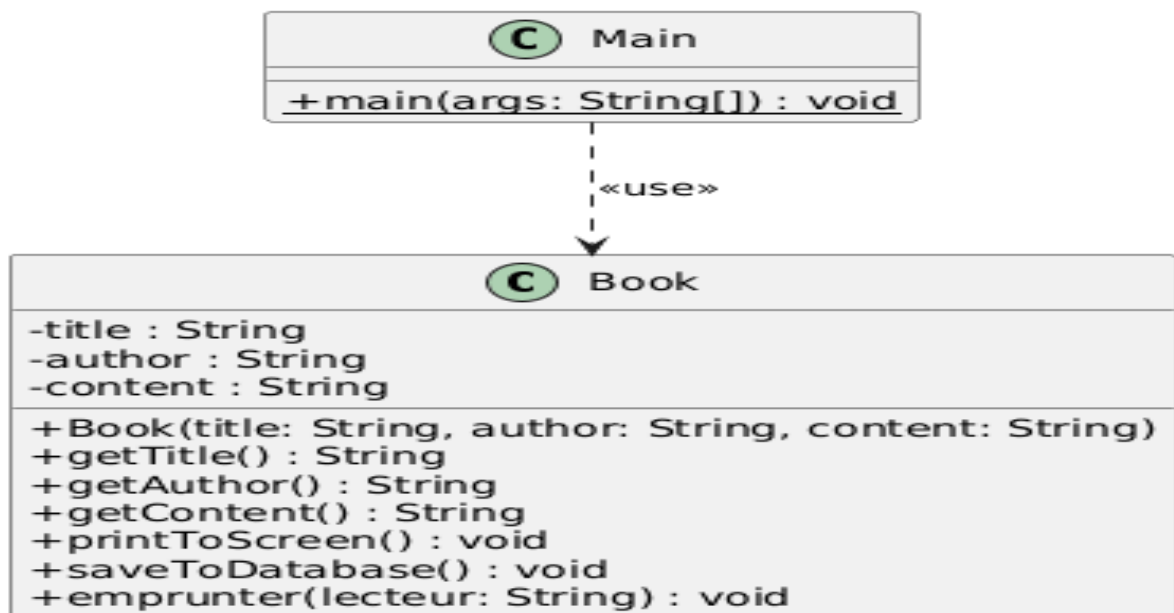 C Main
+main(args: String[]) : void
«use»
C Book
-title : String
-author : String
-content : String
+Book(title: String, author: String, content: String)
+getTitle() : String
+getAuthor() : String
+getContent() : String
+printToScreen() : void
+saveToDatabase() : void
+emprunter(lecteur: String) : void